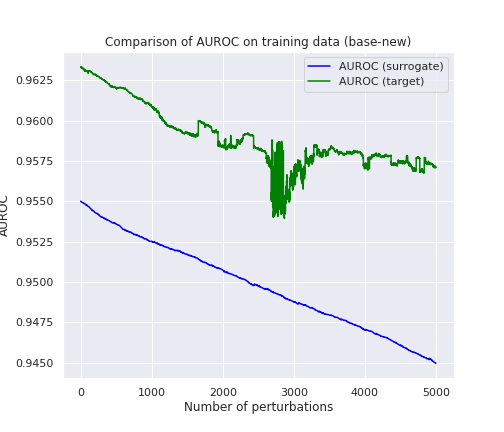 Comparison of AUROC on training data (base-new)
AUROC (surrogate)
AUROC (target)
AUROC
0.9625
0.9600
0.9575
0.9550
0.9525
0.9500
0.9475
0.9450
0 1000 2000 3000 4000 5000
Number of perturbations